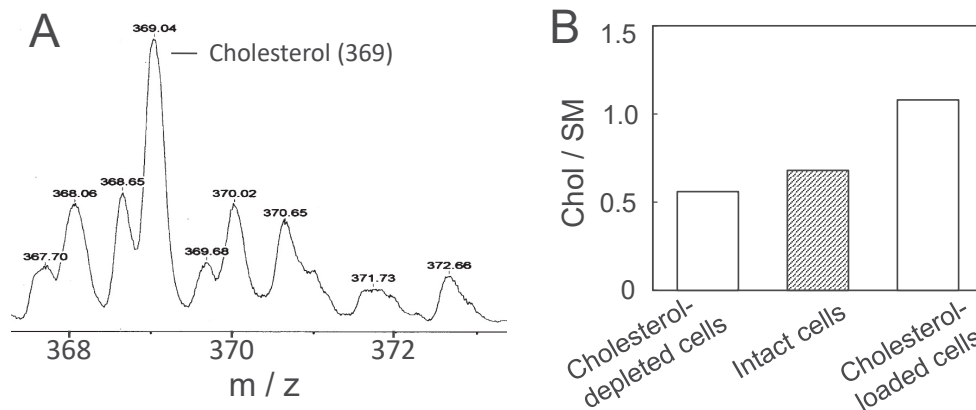 A
369.04
— Cholesterol (369)
368.65
368.06
370.02
370.65
367.70
369.68
371.73
372.66
368
370
372
m / z
B
Chol / SM
1.5
1.0
0.5
0
Cholesterol-
depleted cells
Intact cells
Cholesterol-
loaded cells